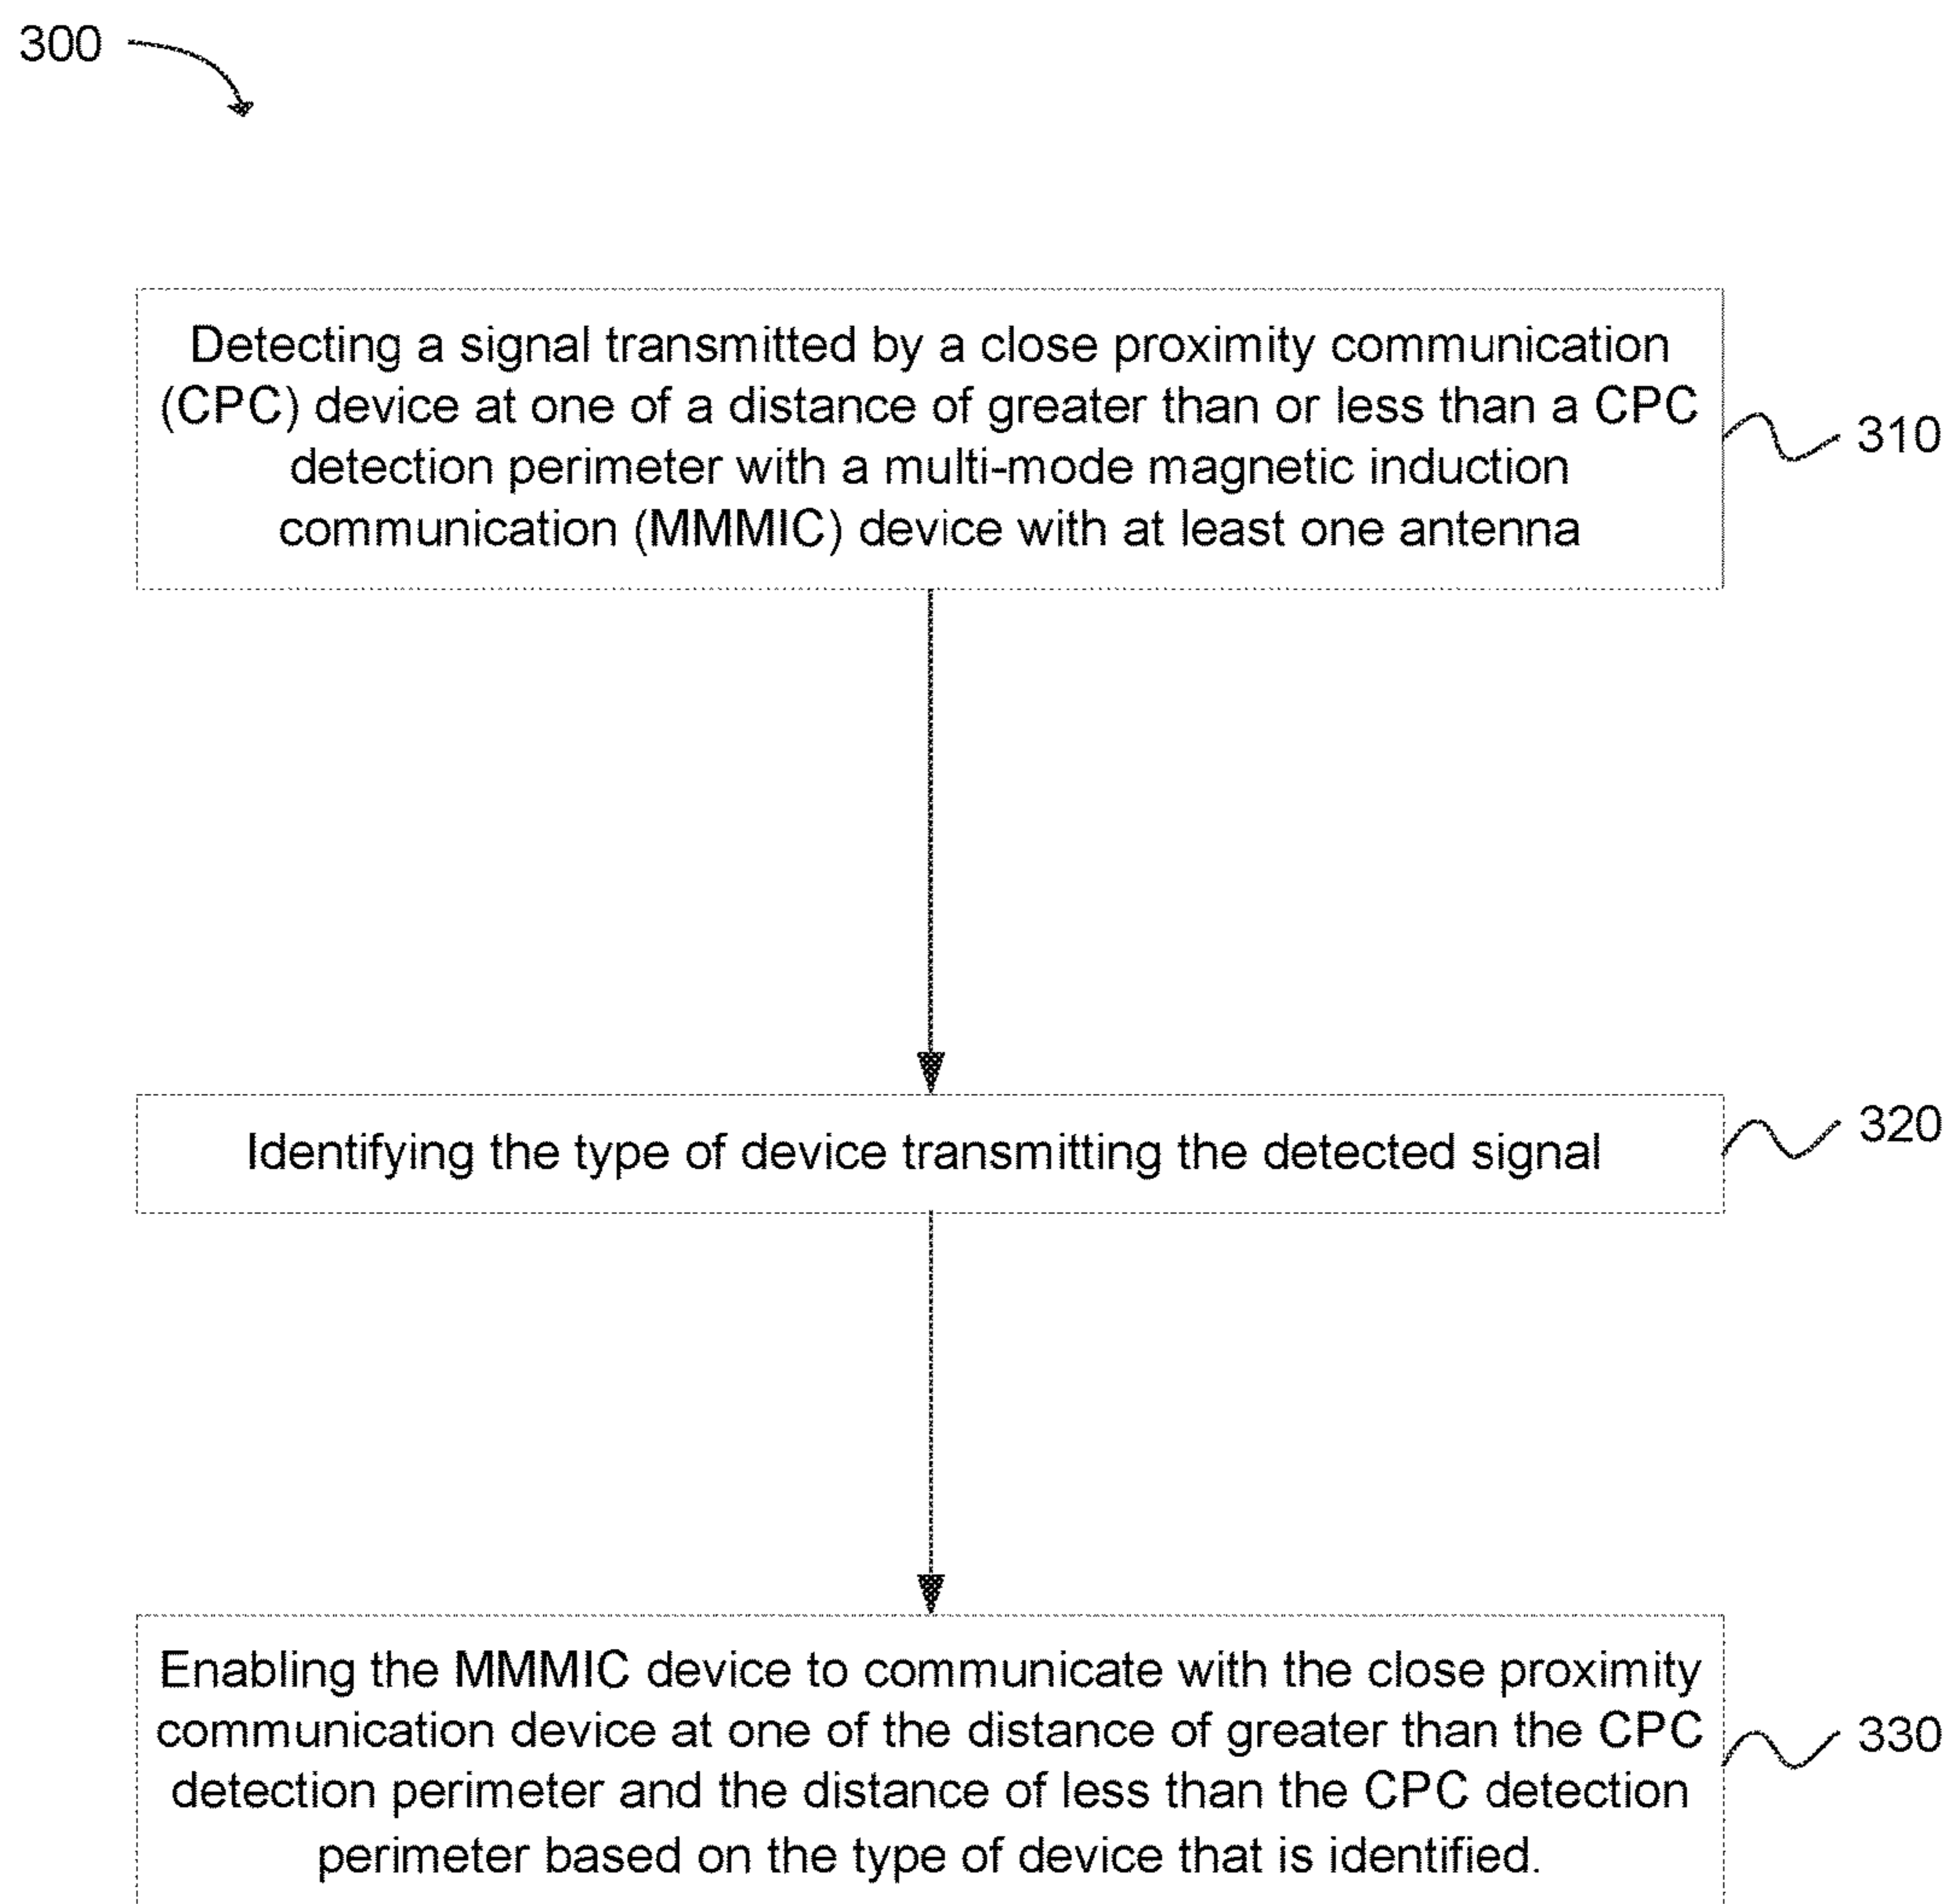 300
Detecting a signal transmitted by a close proximity communication
(CPC) device at one of a distance of greater than or less than a CPC
detection perimeter with a multi-mode magnetic induction
communication (MMMIC) device with at least one antenna
310
Identifying the type of device transmitting the detected signal
320
Enabling the MMMIC device to communicate with the close proximity
communication device at one of the distance of greater than the CPC
detection perimeter and the distance of less than the CPC detection
perimeter based on the type of device that is identified.
330